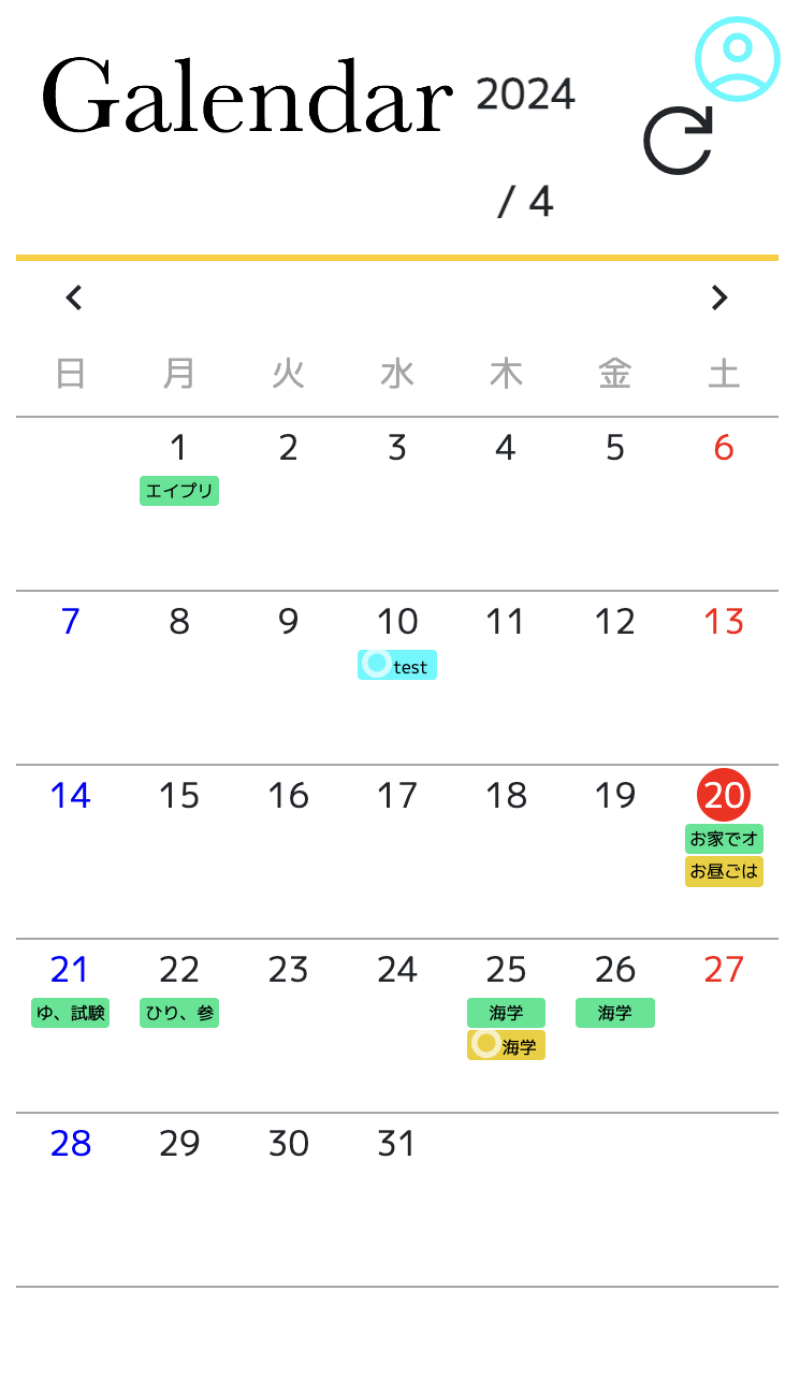 Galendar 2024
/ 4
日 月 火 水 木 金 土
1 2 3 4 5 6
エイプリ
7 8 9 10 11 12 13
test
14 15 16 17 18 19 20
お家でオ
お昼ごは
21 22 23 24 25 26 27
ゆ、試験 ひり、参 海学 海学
海学
28 29 30 31